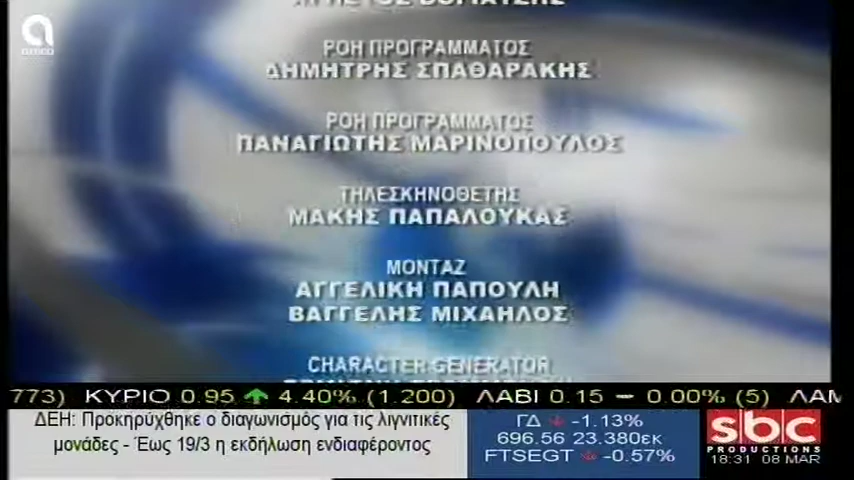 ΡΟΗ ΠΡΟΓΡΑΜΜΑΤΟΣ
ΔΗΜΗΤΡΗΣ ΣΠΑΘΑΡΑΚΗΣ
ΡΟΗ ΠΡΟΓΡΑΜΜΑΤΟΣ
ΠΑΝΑΓΙΩΤΗΣ ΜΑΡΙΝΟΠΟΥΛΟΣ
ΤΗΛΕΣΚΗΝΟΘΕΤΗΣ
ΜΑΚΗΣ ΠΑΠΑΛΟΥΚΑΣ
ΜΟΝΤΑΖ
ΑΓΓΕΛΙΚΗ ΠΑΠΟΥΛΗ
ΒΑΓΓΕΛΗΣ ΜΙΧΑΗΛΟΣ
CHARACTER GENERATOR
773) ΚΥΡΙΟ 0.95 4.40% (1.200) ΛΑΒΙ 0.15 – 0.00% (5) ΛΑΜ
ΔΕΗ: Προκηρύχθηκε ο διαγωνισμός για τις λιγνιτικές
μονάδες - Έως 19/3 η εκδήλωση ενδιαφέροντος
ΓΔ -1.13%
696.56 23.380εκ
FTSEGT -0.57%
sbc
PRODUCTIONS
18:31 08 MAR